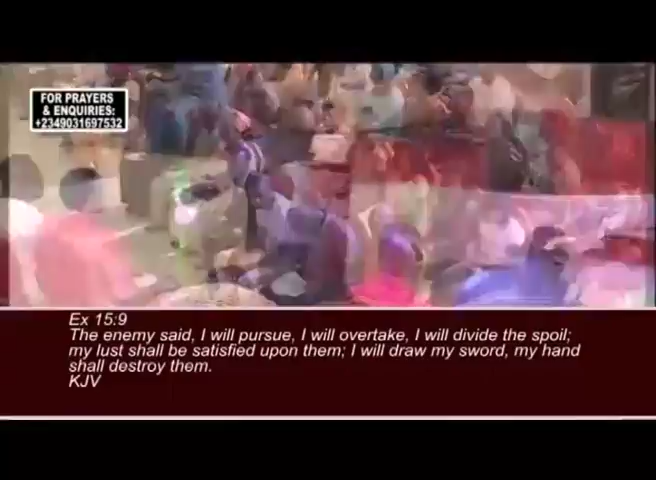 FOR PRAYERS
& ENQUIRIES:
+2349031697532
Ex 15:9
The enemy said, I will pursue, I will overtake, I will divide the spoil;
my lust shall be satisfied upon them; I will draw my sword, my hand
shall destroy them.
KJV